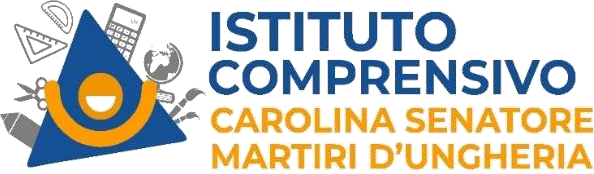 ISTITUTO
COMPRENSIVO
CAROLINA SENATORE
MARTIRI D'UNGHERIA